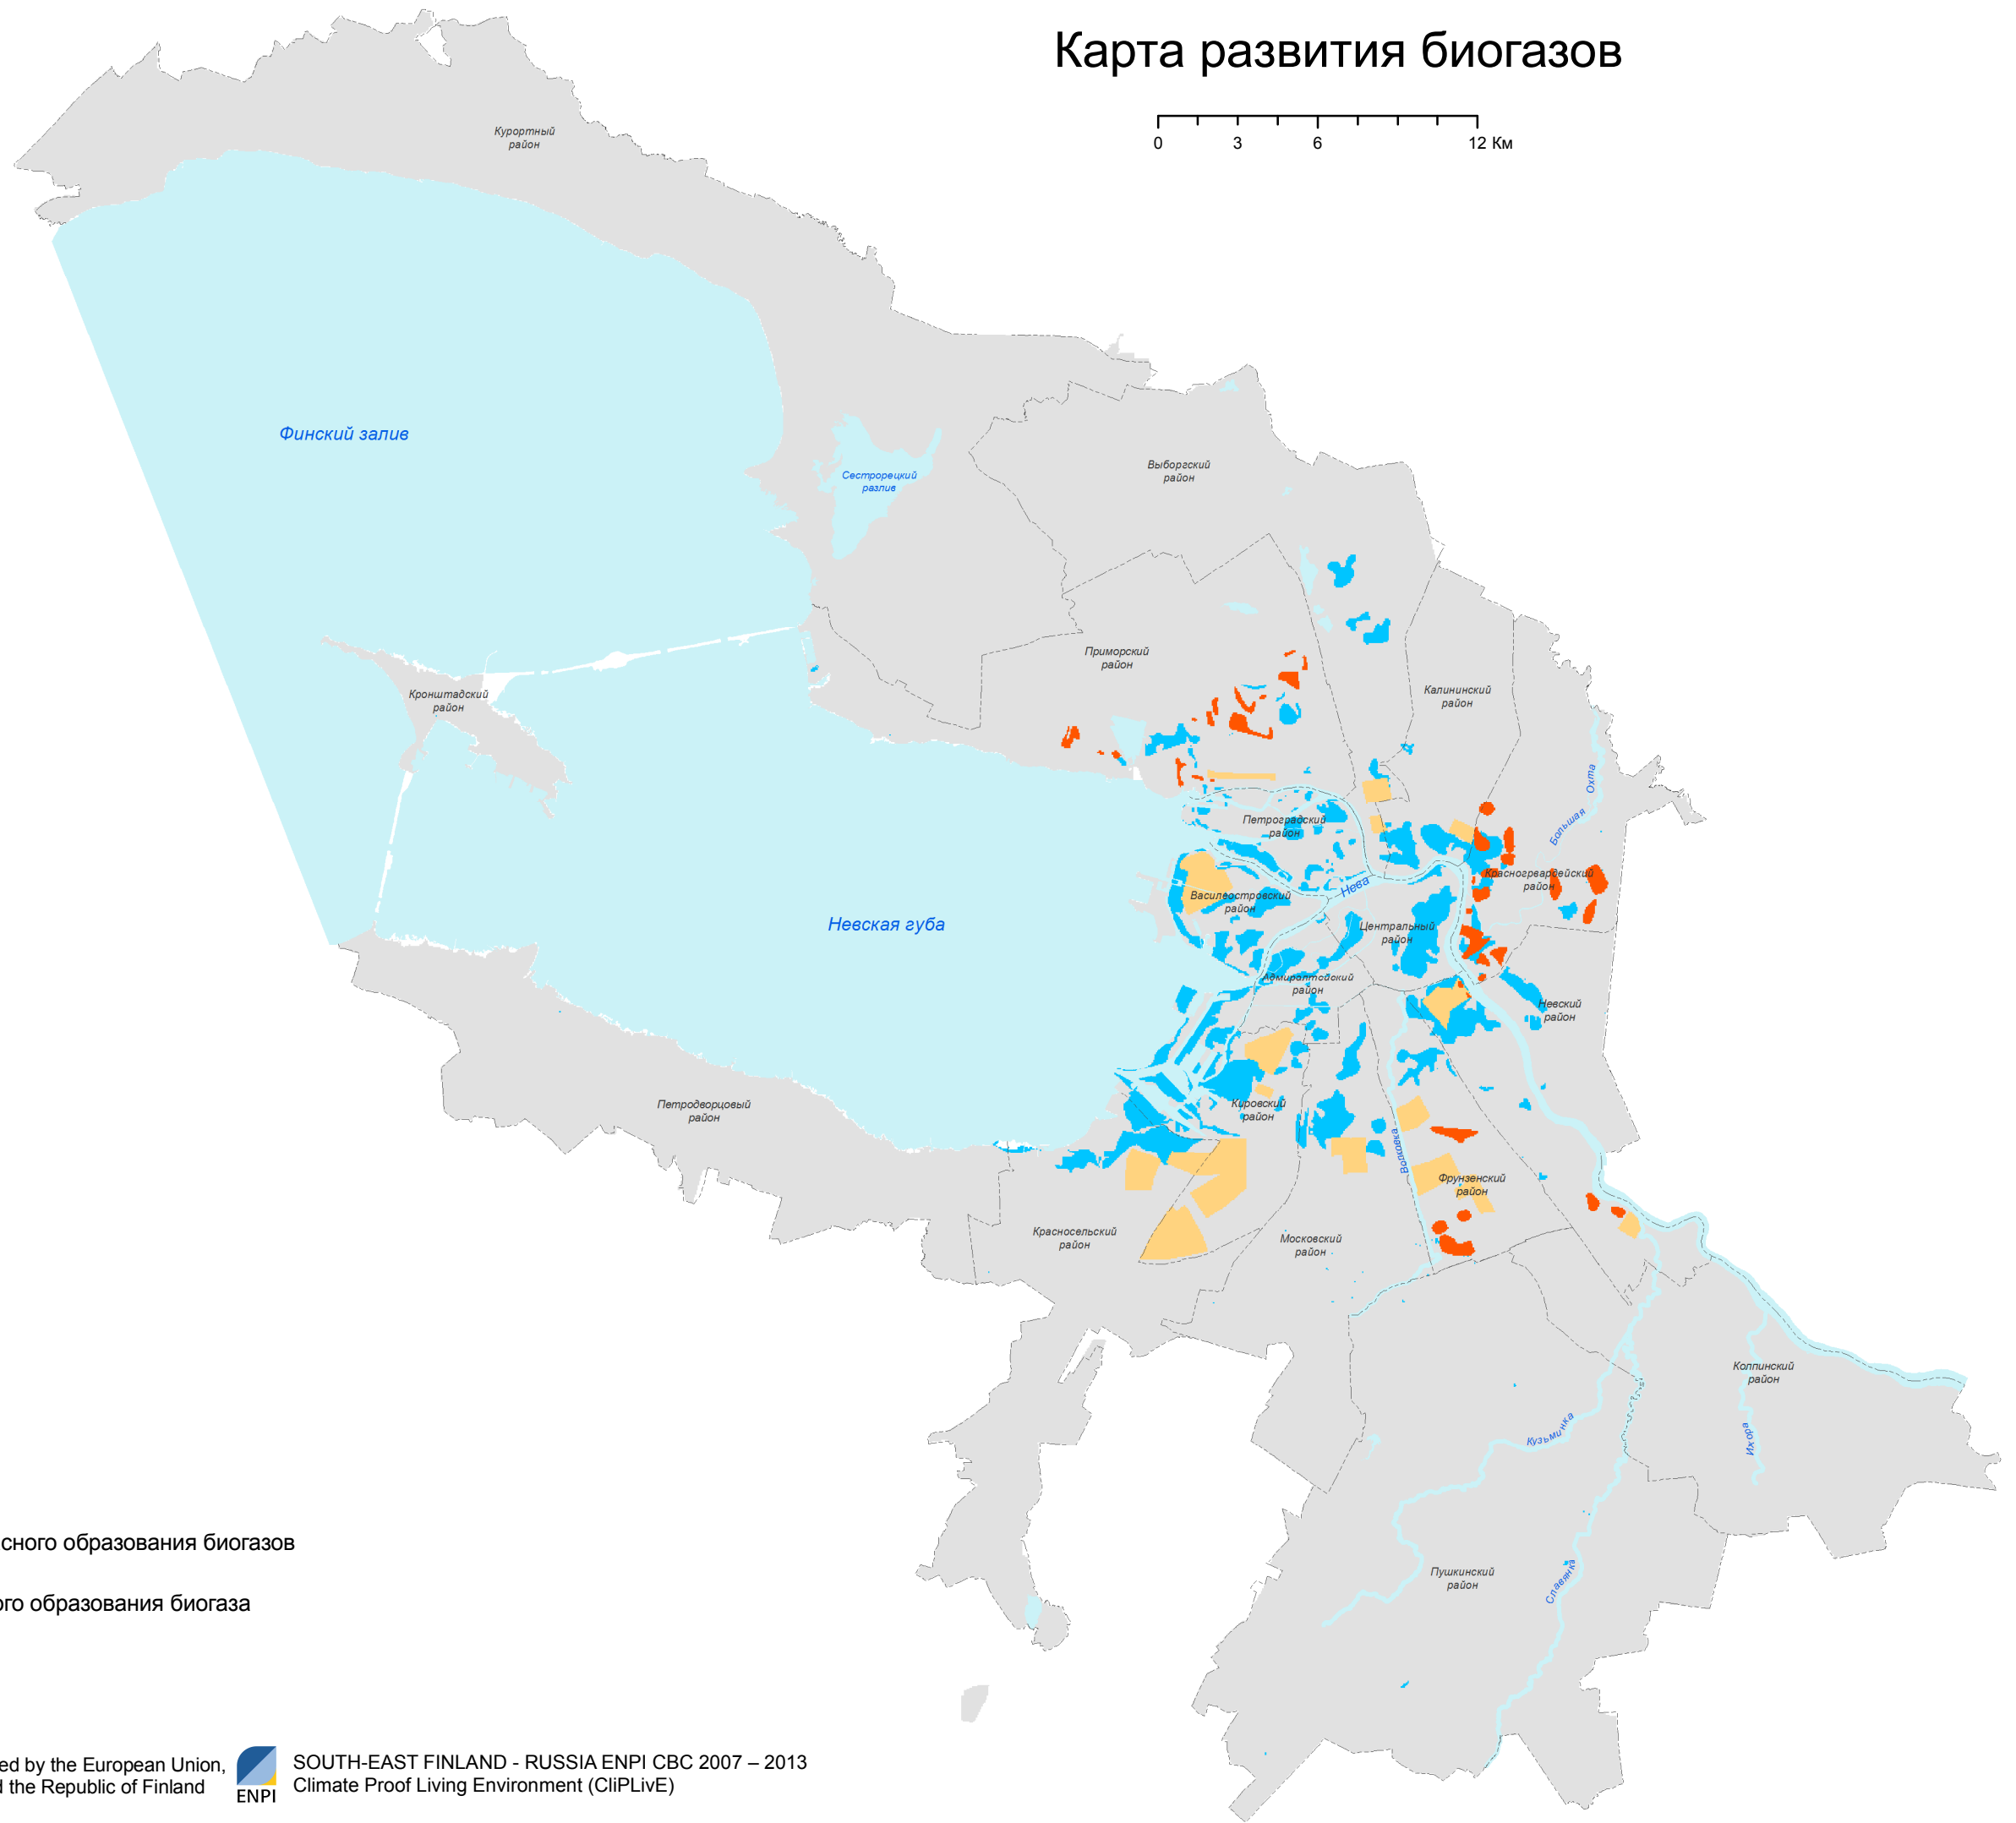 Карта развития биогазов
0 3 6 12 Км
Курортный
район
Финский залив
Сестрорецкий
разлив
Выборгский
район
Приморский
район
Кронштадский
район
Калининский
район
Большая Охта
Петроградский
район
Красногрвардейский
район
Василеостровский
район
Нева
Невская губа
Центральный
район
Адмиралтейский
район
Невский
район
Петродворцовый
район
Кировский
район
Волковка
Фрунзенский
район
Красносельский
район
Московский
район
Колпинский
район
Кузьминка
Ижора
Пушкинский
район
Славянка
сного образования биогазов
ого образования биогаза
ed by the European Union,
d the Republic of Finland
ENPI
SOUTH-EAST FINLAND - RUSSIA ENPI CBC 2007 – 2013
Climate Proof Living Environment (CliPLivE)